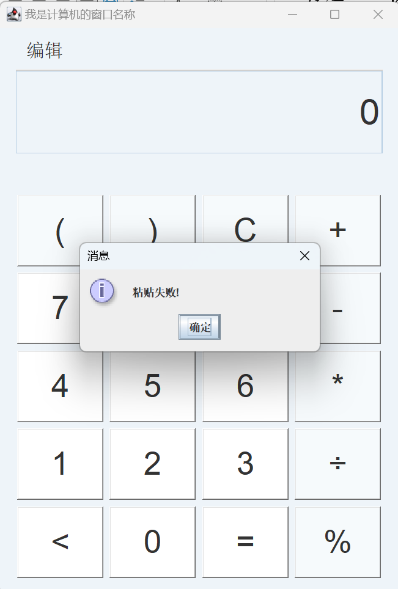 我是计算机的窗口名称
编辑
0
( ) C +
消息
粘贴失败!
确定
7 -
4 5 6 *
1 2 3 ÷
< 0 = %